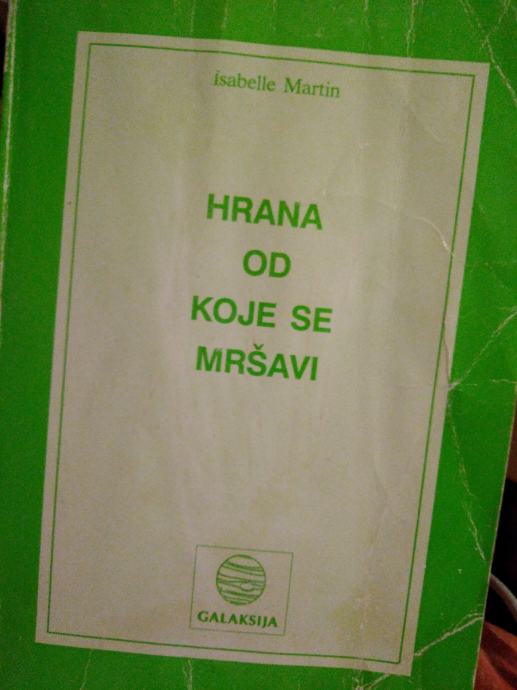 Isabelle Martin
HRANA
OD
KOJE SE
MRŠAVI
GALAKSIJA